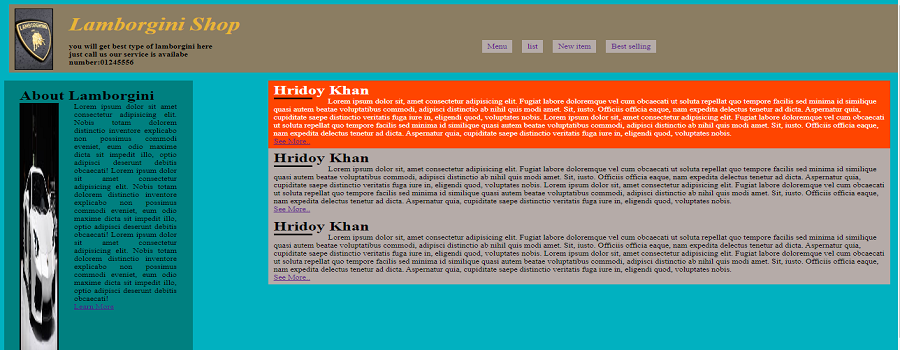 Lamborgini Shop
you will get best type of lamborgini here
just call us our service is availabe
number:01245556
Menu
list
New item
Best selling
About Lamborgini
Lorem ipsum dolor sit amet
consectetur adipisicing elit.
Nobis totam dolorem
distinctio inventore explicabo
non possimus commodi
eveniet, eum odio maxime
dicta sit impedit illo, optio
adipisci deserunt debitis
obcaecati! Lorem ipsum dolor
sit amet consectetur
adipisicing elit. Nobis totam
dolorem distinctio inventore
explicabo non possimus
commodi eveniet, eum odio
maxime dicta sit impedit illo,
optio adipisci deserunt debitis
obcaecati! Lorem ipsum dolor
sit amet consectetur
adipisicing elit. Nobis totam
dolorem distinctio inventore
explicabo non possimus
commodi eveniet, eum odio
maxime dicta sit impedit illo,
optio adipisci deserunt debitis
obcaecati!
Learn More
Hridoy Khan
Lorem ipsum dolor sit, amet consectetur adipisicing elit. Fugiat labore doloremque vel cum obcaecati ut soluta repellat quo tempore facilis sed minima id similique
quasi autem beatae voluptatibus commodi, adipisci distinctio ab nihil quis modi amet. Sit, iusto. Officiis officia eaque, nam expedita delectus tenetur ad dicta. Aspernatur quia,
cupiditate saepe distinctio veritatis fuga iure in, eligendi quod, voluptates nobis. Lorem ipsum dolor sit, amet consectetur adipisicing elit. Fugiat labore doloremque vel cum obcaecati
ut soluta repellat quo tempore facilis sed minima id similique quasi autem beatae voluptatibus commodi, adipisci distinctio ab nihil quis modi amet. Sit, iusto. Officiis officia eaque,
nam expedita delectus tenetur ad dicta. Aspernatur quia, cupiditate saepe distinctio veritatis fuga iure in, eligendi quod, voluptates nobis.
See More..
Hridoy Khan
Lorem ipsum dolor sit, amet consectetur adipisicing elit. Fugiat labore doloremque vel cum obcaecati ut soluta repellat quo tempore facilis sed minima id similique
quasi autem beatae voluptatibus commodi, adipisci distinctio ab nihil quis modi amet. Sit, iusto. Officiis officia eaque, nam expedita delectus tenetur ad dicta. Aspernatur quia,
cupiditate saepe distinctio veritatis fuga iure in, eligendi quod, voluptates nobis. Lorem ipsum dolor sit, amet consectetur adipisicing elit. Fugiat labore doloremque vel cum obcaecati
ut soluta repellat quo tempore facilis sed minima id similique quasi autem beatae voluptatibus commodi, adipisci distinctio ab nihil quis modi amet. Sit, iusto. Officiis officia eaque,
nam expedita delectus tenetur ad dicta. Aspernatur quia, cupiditate saepe distinctio veritatis fuga iure in, eligendi quod, voluptates nobis.
See More..
Hridoy Khan
Lorem ipsum dolor sit, amet consectetur adipisicing elit. Fugiat labore doloremque vel cum obcaecati ut soluta repellat quo tempore facilis sed minima id similique
quasi autem beatae voluptatibus commodi, adipisci distinctio ab nihil quis modi amet. Sit, iusto. Officiis officia eaque, nam expedita delectus tenetur ad dicta. Aspernatur quia,
cupiditate saepe distinctio veritatis fuga iure in, eligendi quod, voluptates nobis. Lorem ipsum dolor sit, amet consectetur adipisicing elit. Fugiat labore doloremque vel cum obcaecati
ut soluta repellat quo tempore facilis sed minima id similique quasi autem beatae voluptatibus commodi, adipisci distinctio ab nihil quis modi amet. Sit, iusto. Officiis officia eaque,
nam expedita delectus tenetur ad dicta. Aspernatur quia, cupiditate saepe distinctio veritatis fuga iure in, eligendi quod, voluptates nobis.
See More..